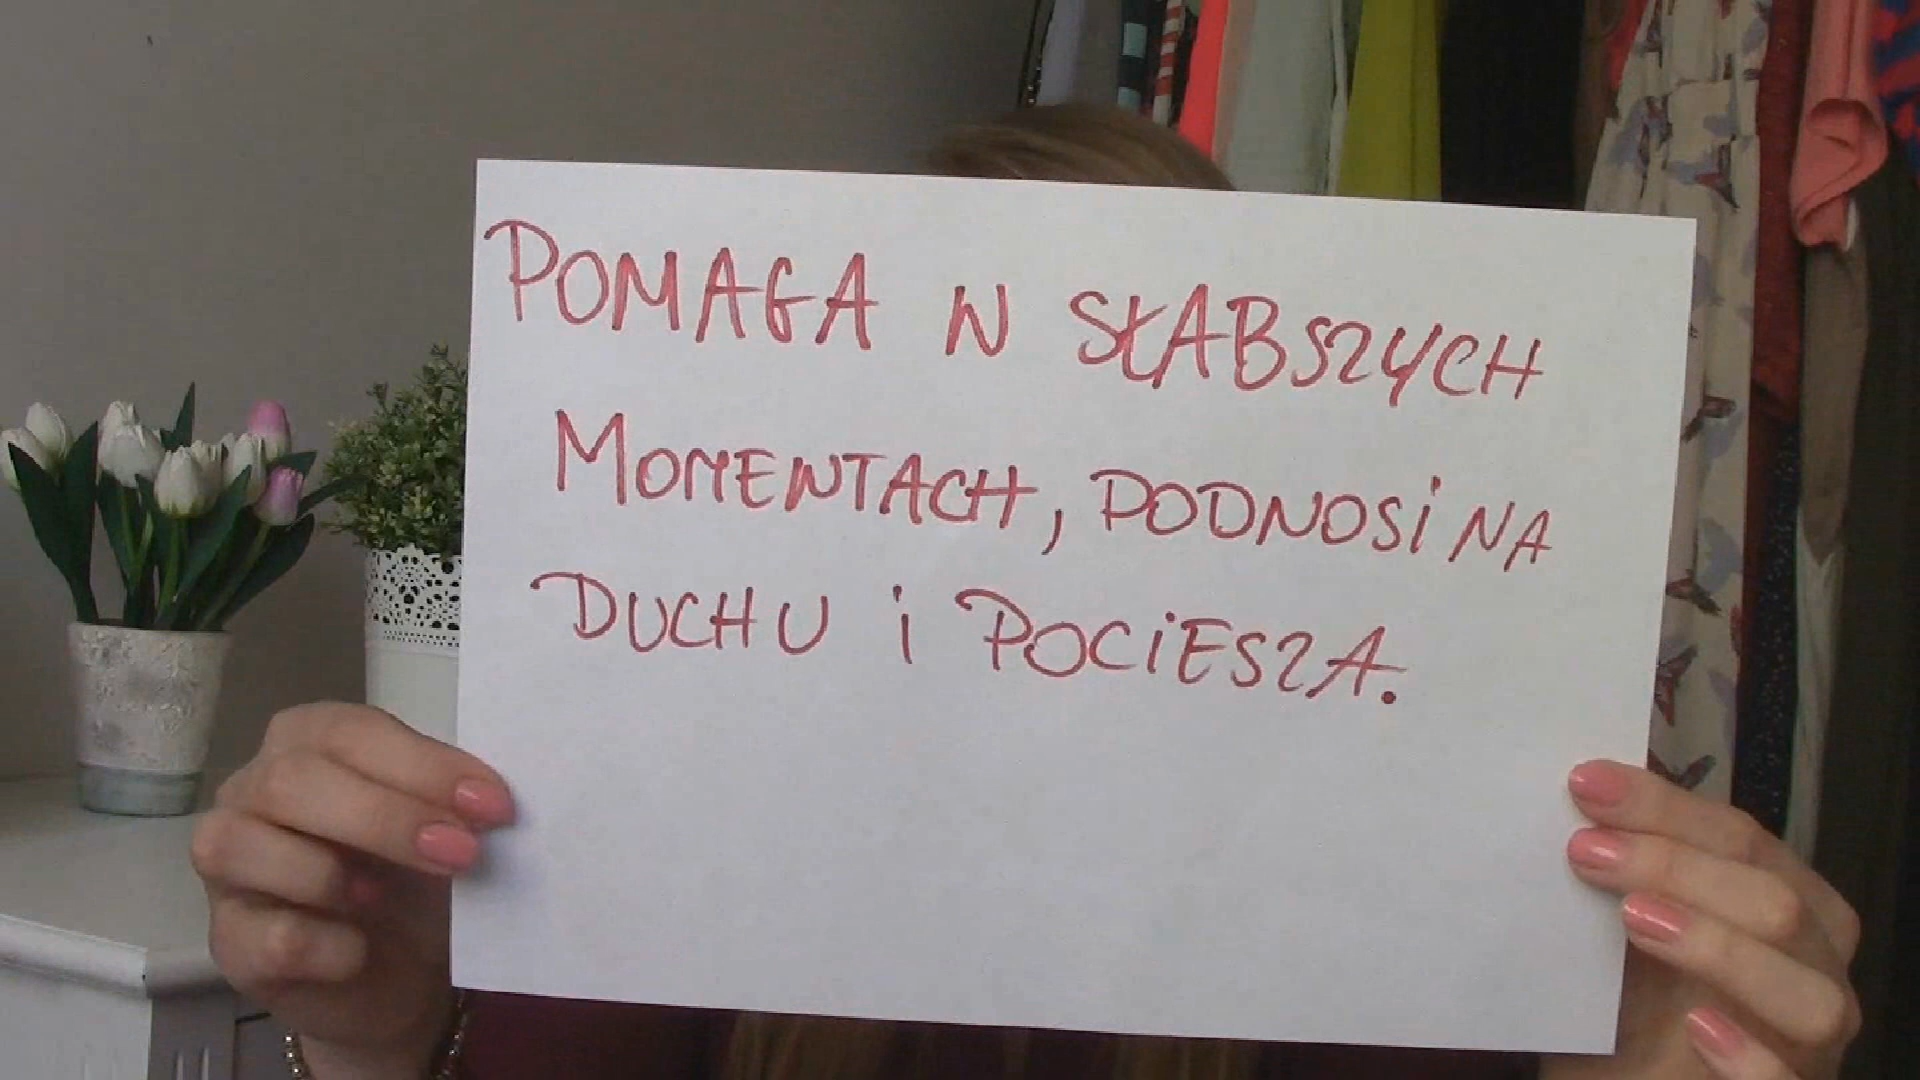 POMAGA W SŁABSZYCH
MOMENTACH, PODNOSI NA
DUCHU I POCIESZA.